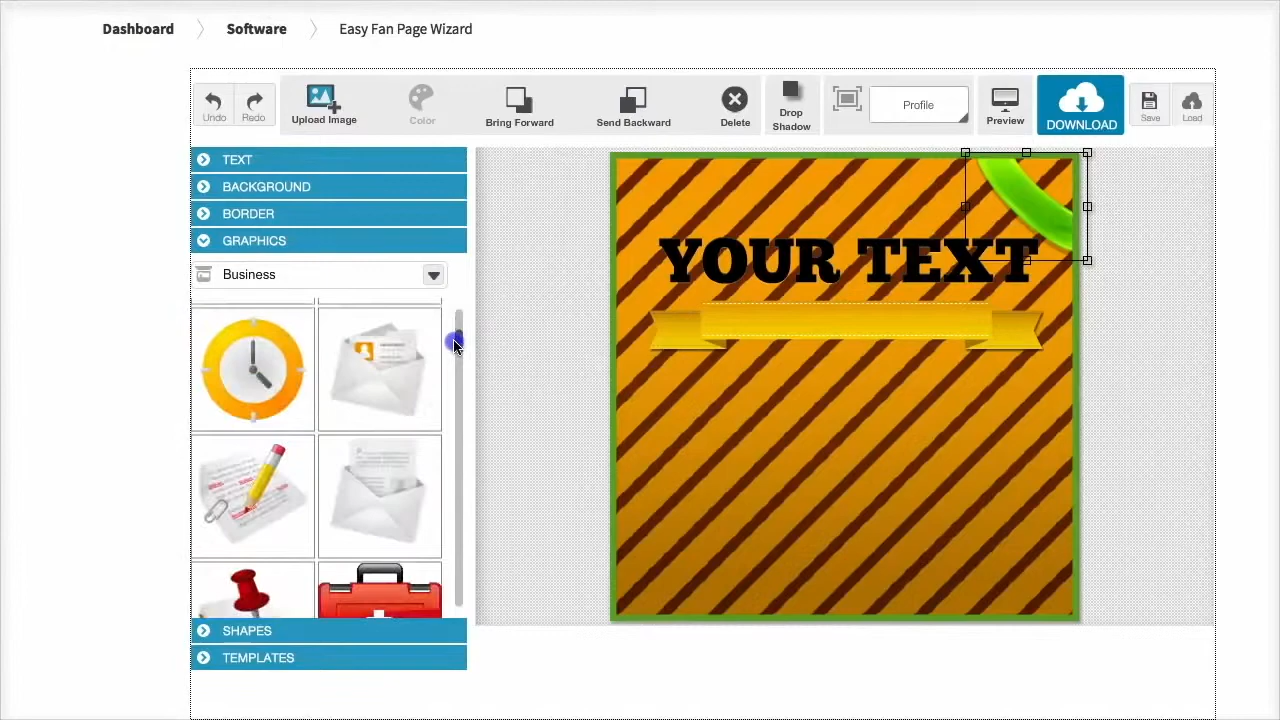 Dashboard Software Easy Fan Page Wizard
Undo Redo Upload Image Color Bring Forward Send Backward Delete Drop Shadow Profile Preview DOWNLOAD Save Load
TEXT
BACKGROUND
BORDER
GRAPHICS
Business
YOUR TEXT
SHAPES
TEMPLATES